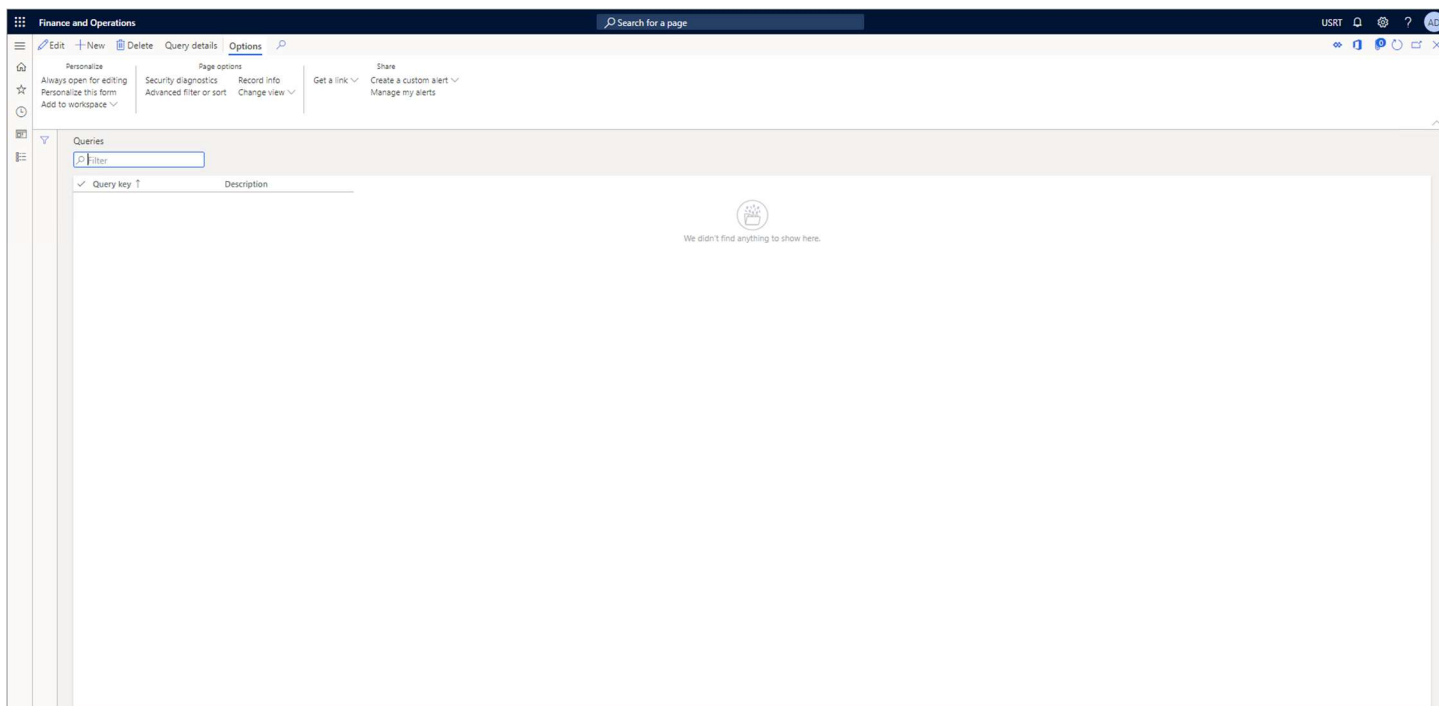 Finance and Operations Search for a page USRT ? AD
Edit New Delete Query details Options 0
Personalize Page options Share
Always open for editing Security diagnostics Record info Get a link Create a custom alert
Personalize this form Advanced filter or sort Change view Manage my alerts
Add to workspace
Queries
Filter
Query key ↑ Description
We didn't find anything to show here.